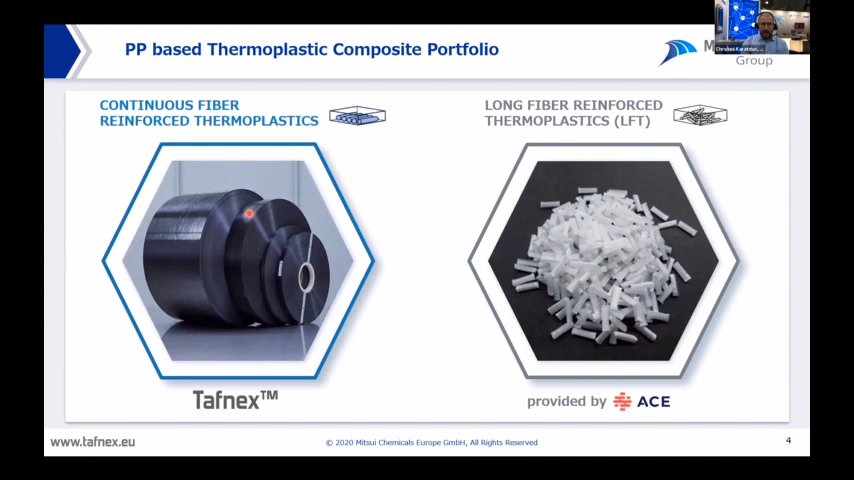 PP based Thermoplastic Composite Portfolio
Group
CONTINUOUS FIBER
REINFORCED THERMOPLASTICS
LONG FIBER REINFORCED
THERMOPLASTICS (LFT)
Tafnex™
provided by ACE
www.tafnex.eu
© 2020 Mitsui Chemicals Europe GmbH, All Rights Reserved
4